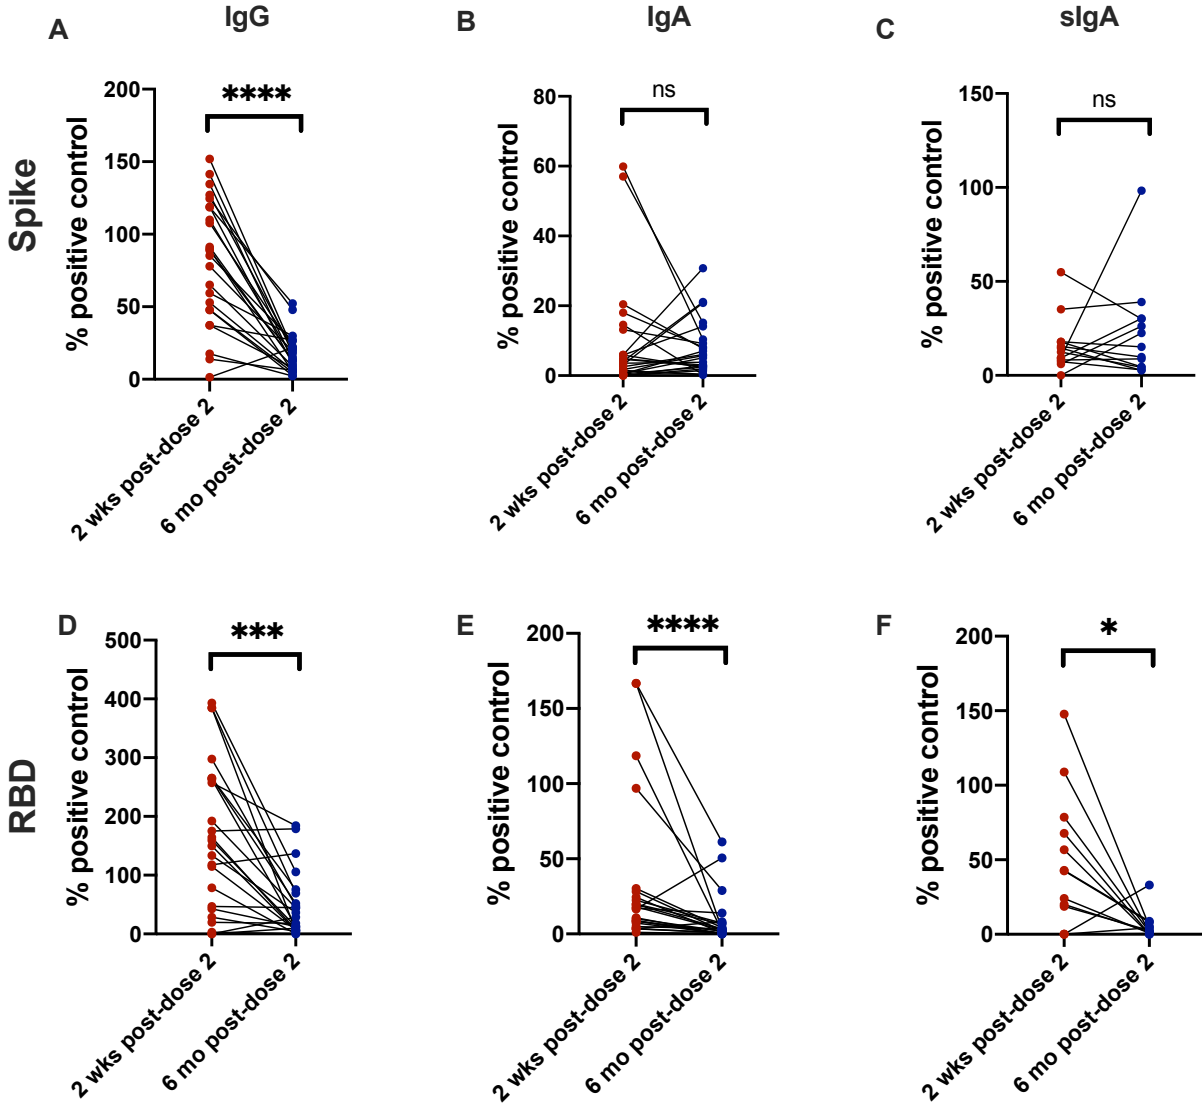 IgG
IgA
sIgA
A
B
C
Spike
% positive control
200
150
100
50
0
****
2 wks post-dose 2
6 mo post-dose 2
% positive control
80
60
40
20
0
ns
2 wks post-dose 2
6 mo post-dose 2
% positive control
150
100
50
0
ns
2 wks post-dose 2
6 mo post-dose 2
D
E
F
RBD
% positive control
500
400
300
200
100
0
***
2 wks post-dose 2
6 mo post-dose 2
% positive control
200
150
100
50
0
****
2 wks post-dose 2
6 mo post-dose 2
% positive control
200
150
100
50
0
*
2 wks post-dose 2
6 mo post-dose 2